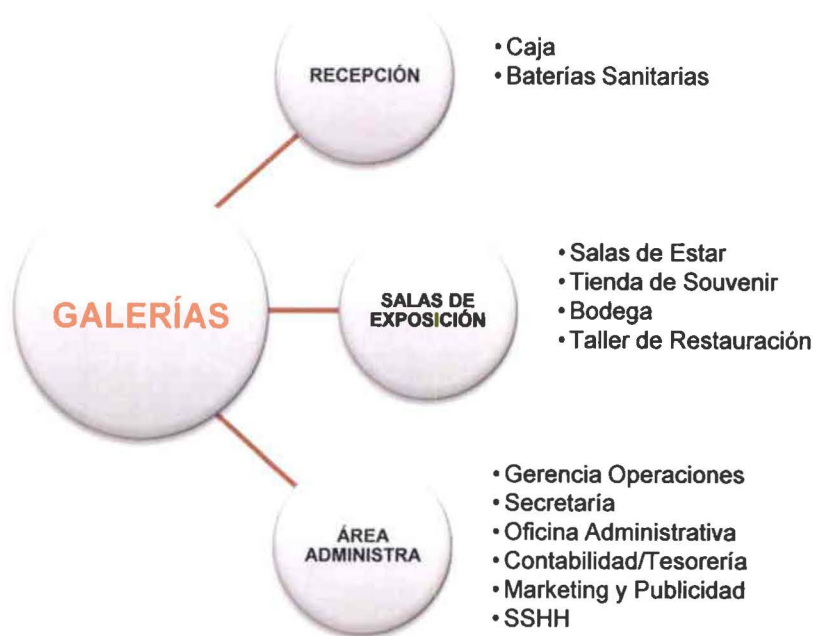 RECEPCIÓN
• Caja
• Baterías Sanitarias
GALERÍAS
SALAS DE
EXPOSICIÓN
• Salas de Estar
• Tienda de Souvenir
• Bodega
• Taller de Restauración
ÁREA
ADMINISTRA
• Gerencia Operaciones
• Secretaría
• Oficina Administrativa
• Contabilidad/Tesorería
• Marketing y Publicidad
• SSHH